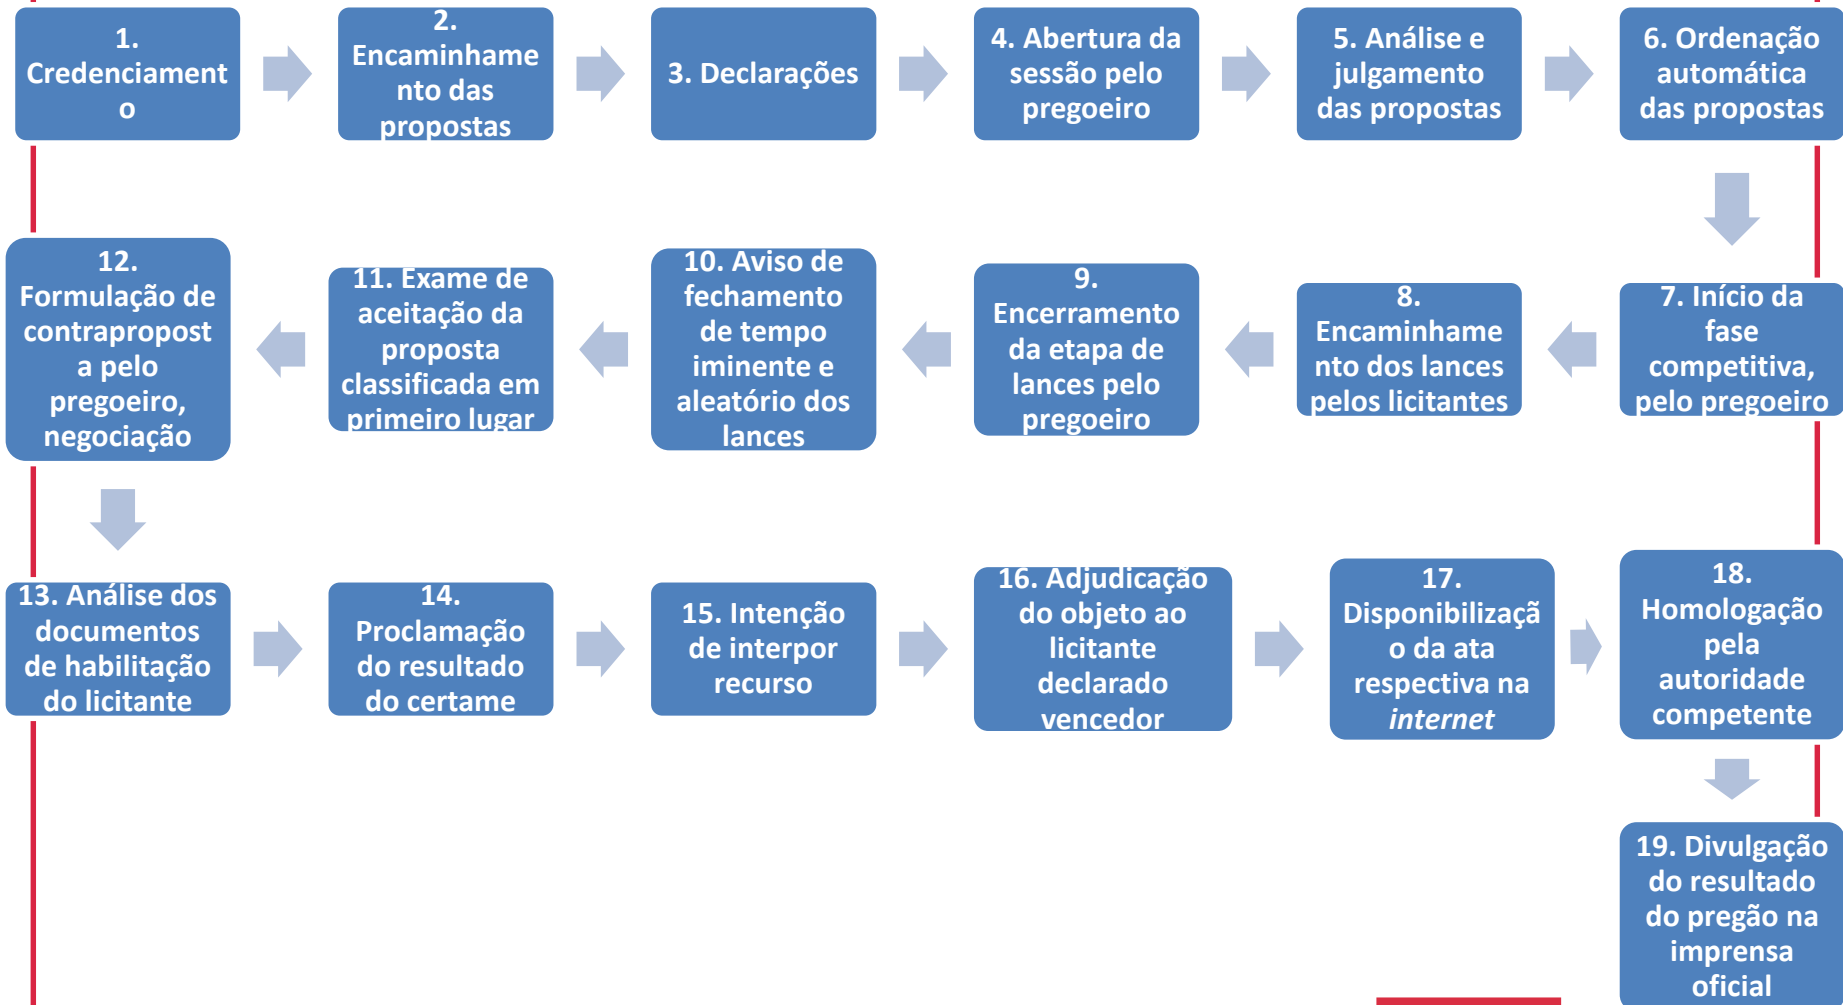 1.
Credenciament
o
2.
Encaminhame
nto das
propostas
3. Declarações
4. Abertura da
sessão pelo
pregoeiro
5. Análise e
julgamento
das propostas
6. Ordenação
automática
das propostas
7. Início da
fase
competitiva,
pelo pregoeiro
8.
Encaminhame
nto dos lances
pelos licitantes
9.
Encerramento
da etapa de
lances pelo
pregoeiro
10. Aviso de
fechamento
de tempo
iminente e
aleatório dos
lances
11. Exame de
aceitação da
proposta
classificada em
primeiro lugar
12.
Formulação de
contrapropost
a pelo
pregoeiro,
negociação
13. Análise dos
documentos
de habilitação
do licitante
14.
Proclamação
do resultado
do certame
15. Intenção
de interpor
recurso
16. Adjudicação
do objeto ao
licitante
declarado
vencedor
17.
Disponibilizaçã
o da ata
respectiva na
internet
18.
Homologação
pela
autoridade
competente
19. Divulgação
do resultado
do pregão na
imprensa
oficial